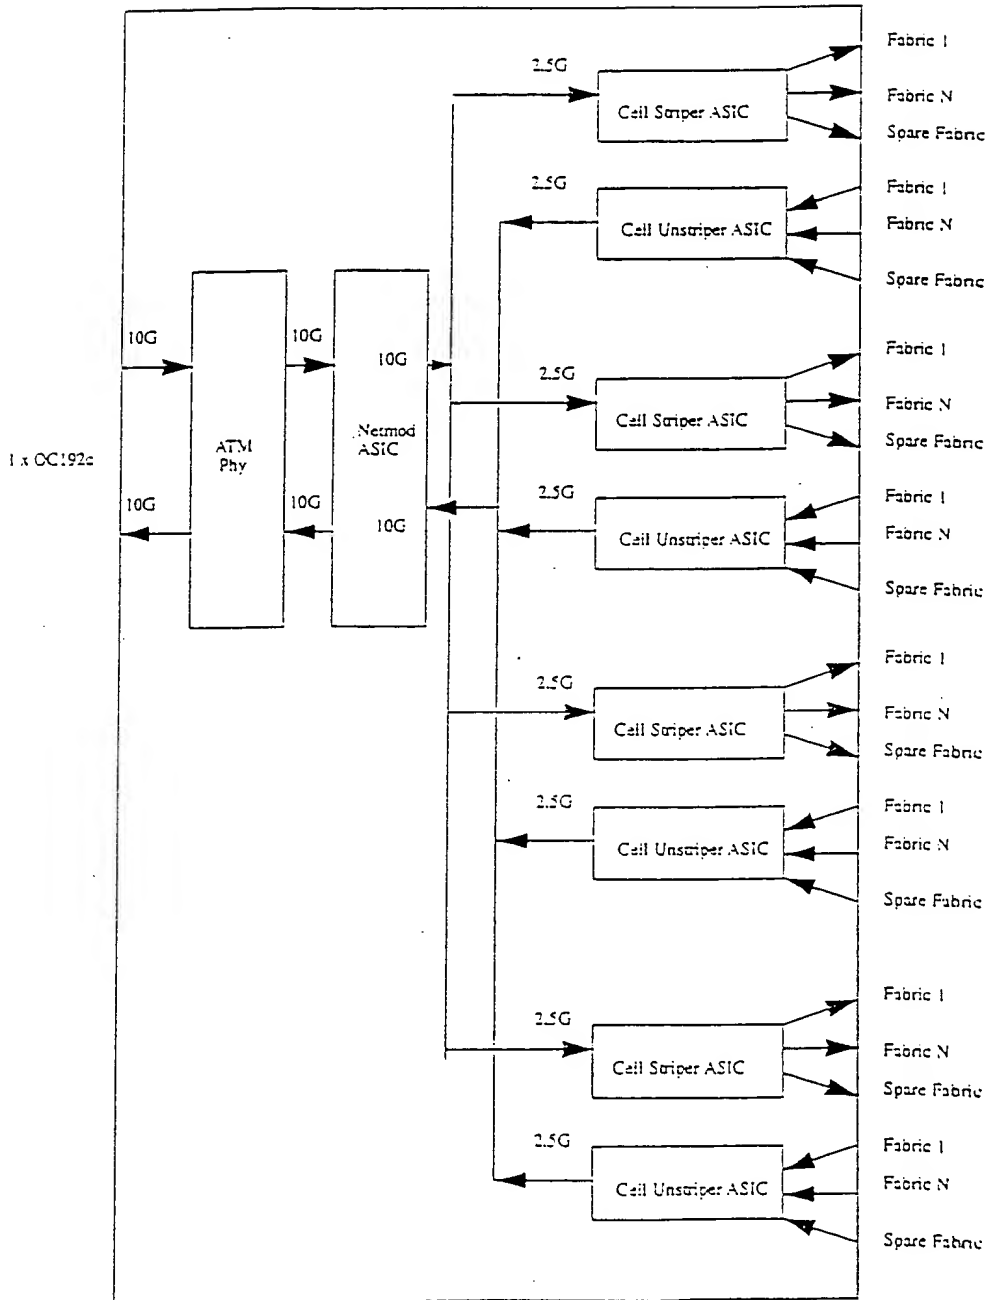 Fabric 1
2.5G
Fabric N
Cell Striper ASIC
Spare Fabric
2.5G
Fabric 1
Cell Unstriper ASIC
Fabric N
Spare Fabric
10G
10G
10G
2.5G
Fabric 1
Fabric N
Cell Striper ASIC
Netmod
ASIC
ATM
Phy
Spare Fabric
1 x OC192c
10G
10G
10G
2.5G
Fabric 1
Cell Unstriper ASIC
Fabric N
Spare Fabric
2.5G
Fabric 1
Fabric N
Cell Striper ASIC
Spare Fabric
2.5G
Fabric 1
Cell Unstriper ASIC
Fabric N
Spare Fabric
2.5G
Fabric 1
Fabric N
Cell Striper ASIC
Spare Fabric
2.5G
Fabric 1
Cell Unstriper ASIC
Fabric N
Spare Fabric